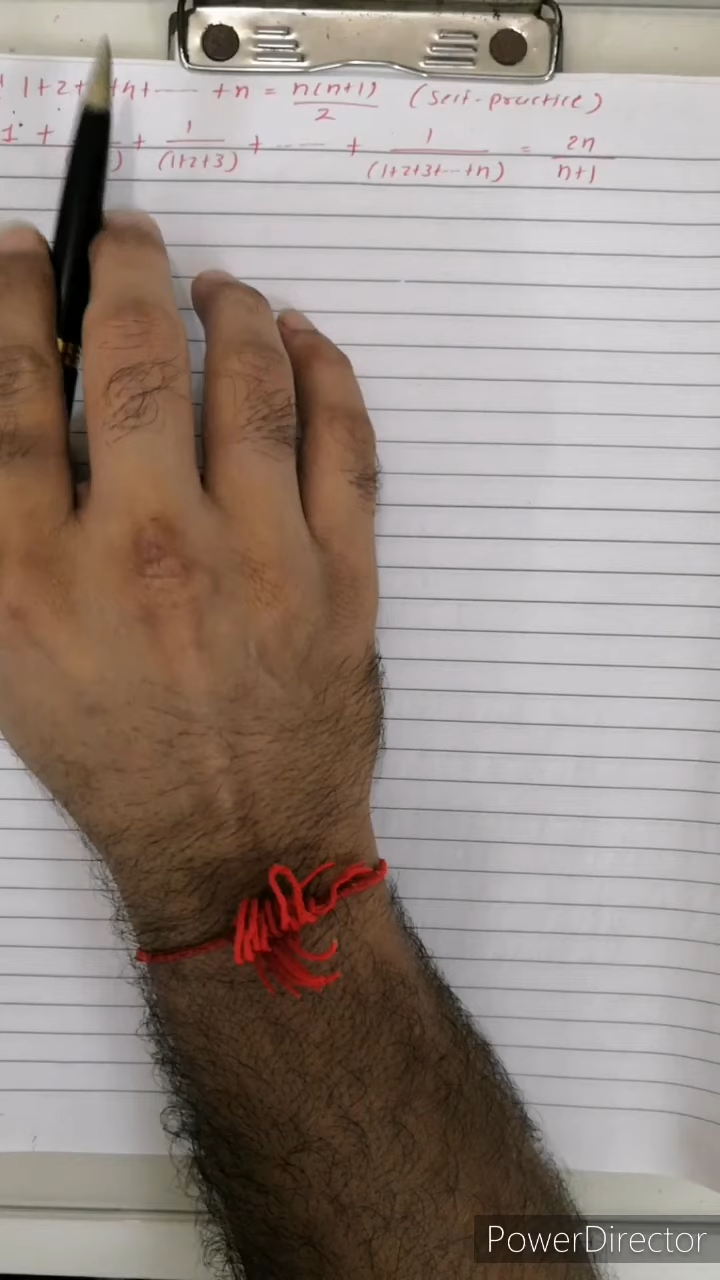 1+2+ +n+------ +n = n(n+1)/2 (Self-practice)
1 + ) + 1/(1+2+3) + ------ + 1/(1+2+3+--+n) = 2n/n+1
PowerDirector